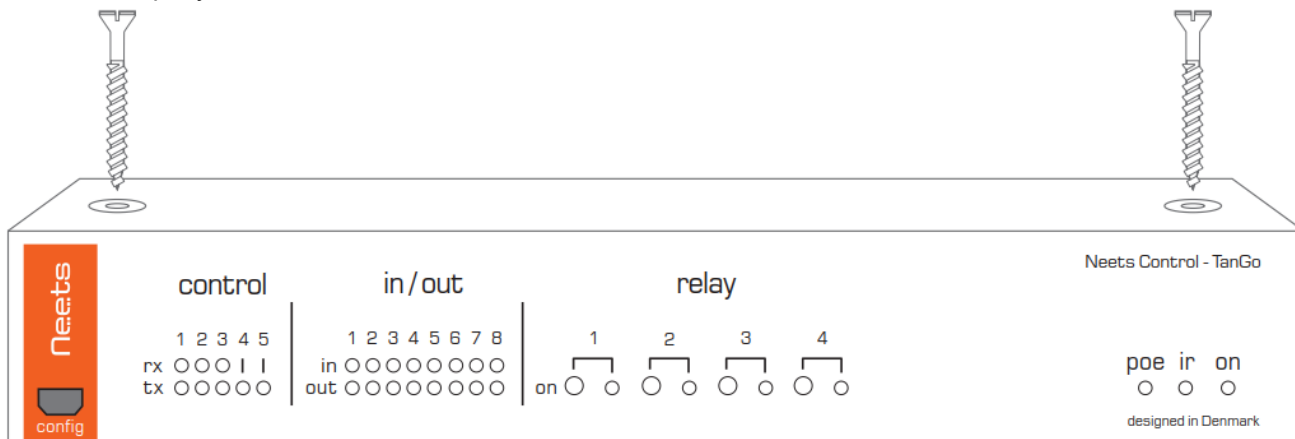 Neets Control - TanGo
Neets
control in/out relay
1 2 3 4 5 1 2 3 4 5 6 7 8 1 2 3 4
rx in
tx out on
poe ir on
config
designed in Denmark